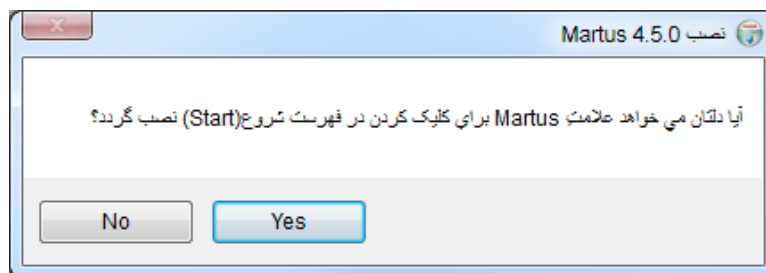 نصب Martus 4.5.0
آيا دلتان مي خواهد علامتِ Martus براي كليک كردن در فهرست شروع(Start) نصب گردد؟
Yes
No